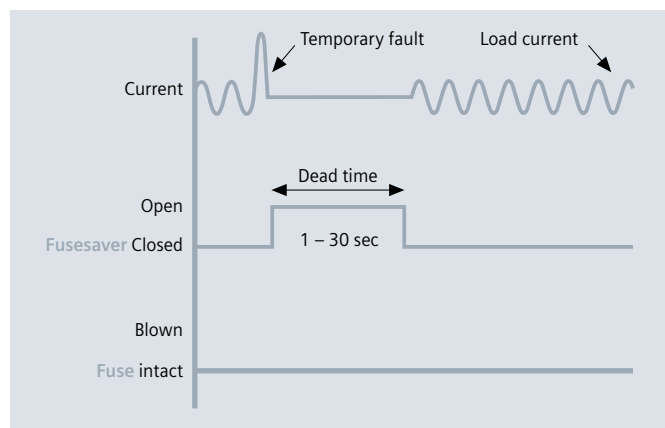 Temporary fault
Load current
Current
Dead time
Open
1 – 30 sec
Fusesaver Closed
Blown
Fuse intact